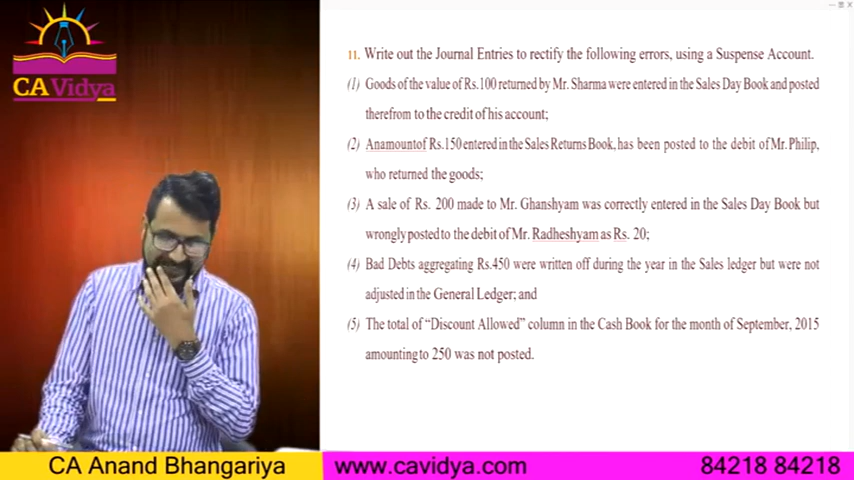 CA Vidya
11. Write out the Journal Entries to rectify the following errors, using a Suspense Account.
(1) Goods of the value of Rs.100 returned by Mr. Sharma were entered in the Sales Day Book and posted
therefrom to the credit of his account;
(2) Anamountof Rs.150 entered in the Sales Returns Book, has been posted to the debit of Mr. Philip,
who returned the goods;
(3) A sale of Rs. 200 made to Mr. Ghanshyam was correctly entered in the Sales Day Book but
wrongly posted to the debit of Mr. Radheshyam as Rs. 20;
(4) Bad Debts aggregating Rs.450 were written off during the year in the Sales ledger but were not
adjusted in the General Ledger; and
(5) The total of “Discount Allowed” column in the Cash Book for the month of September, 2015
amounting to 250 was not posted.
CA Anand Bhangariya www.cavidya.com 84218 84218